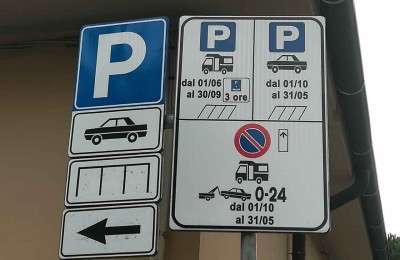 P
P
P
dal 01/06
al 30/09
P
3 ore
dal 01/10
al 31/05
0-24
dal 01/10
al 31/05